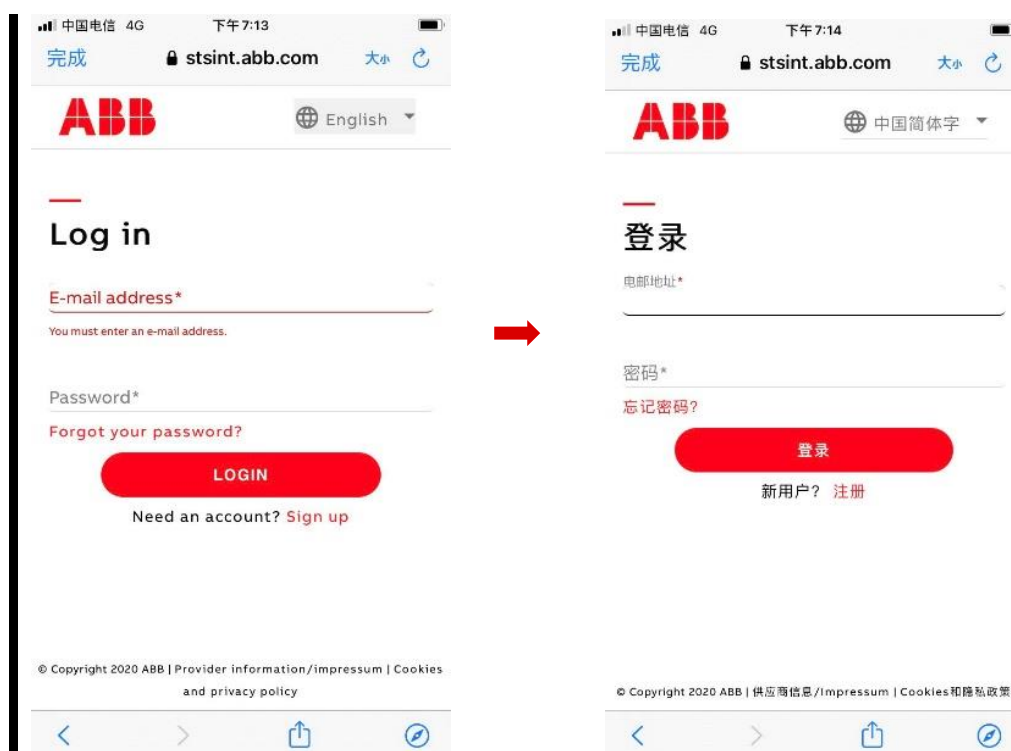 中国电信 4G 下午7:13
完成 stsint.abb.com 大小
ABB English
Log in
E-mail address*
You must enter an e-mail address.
Password*
Forgot your password?
LOGIN
Need an account? Sign up
© Copyright 2020 ABB | Provider information/impressum | Cookies
and privacy policy
中国电信 4G 下午7:14
完成 stsint.abb.com 大小
ABB 中国简体字
登录
电邮地址*
密码*
忘记密码?
登录
新用户? 注册
© Copyright 2020 ABB | 供应商信息/Impressum | Cookies和隐私政策